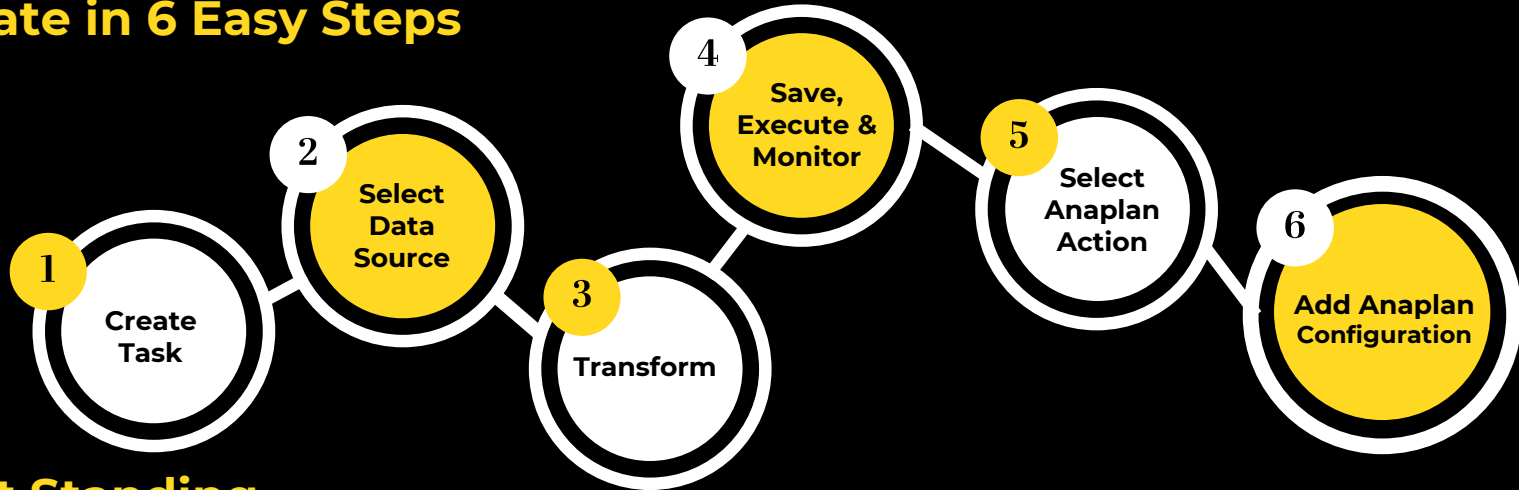 ate in 6 Easy Steps
1
Create
Task
2
Select
Data
Source
3
Transform
4
Save,
Execute &
Monitor
5
Select
Anaplan
Action
6
Add Anaplan
Configuration
t Standing